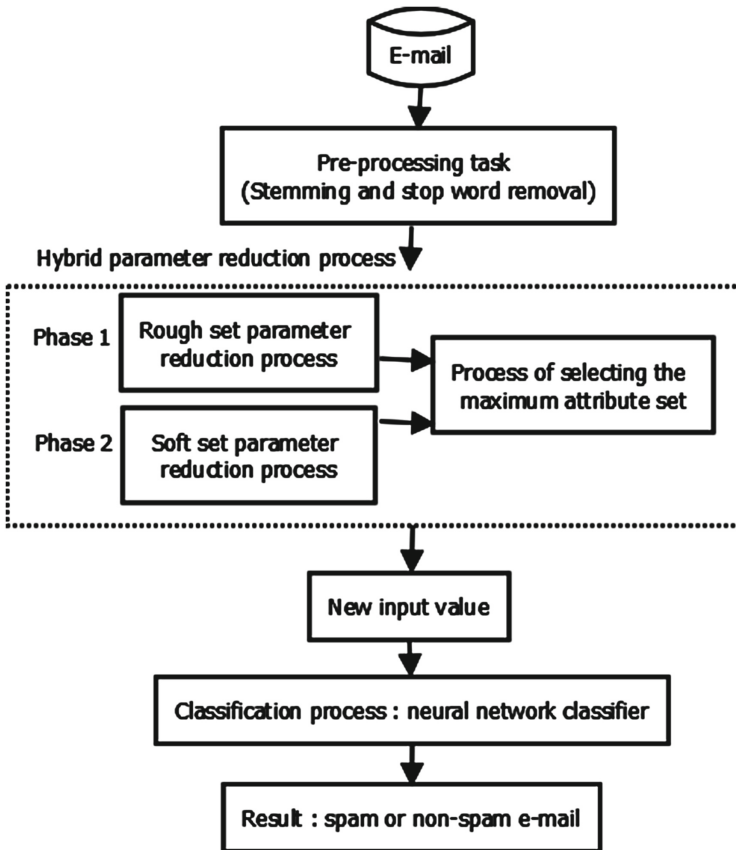 E-mail
Pre-processing task
(Stemming and stop word removal)
Hybrid parameter reduction process
Phase 1
Rough set parameter
reduction process
Process of selecting the
maximum attribute set
Phase 2
Soft set parameter
reduction process
New input value
Classification process : neural network classifier
Result : spam or non-spam e-mail